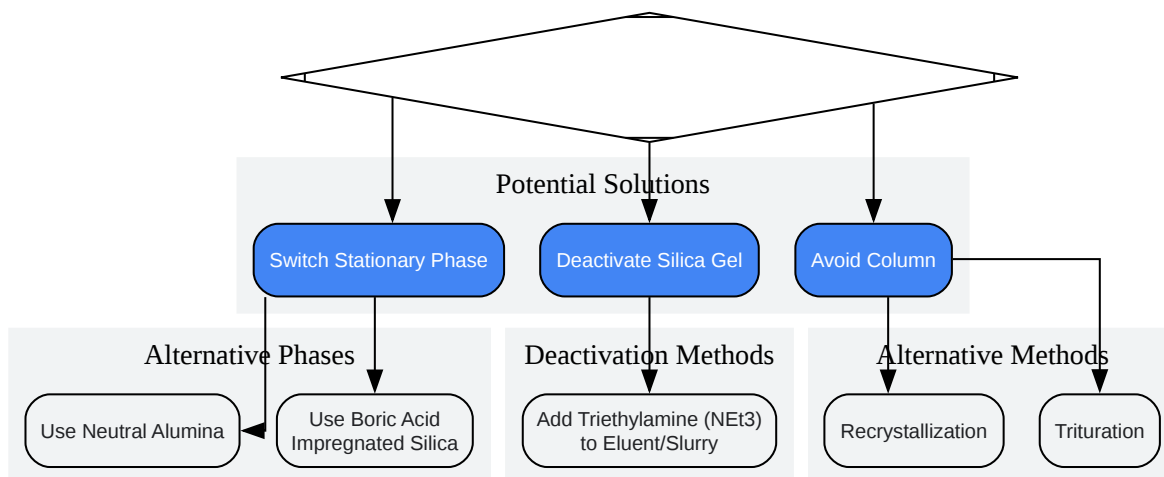 Potential Solutions
Switch Stationary Phase
Deactivate Silica Gel
Avoid Column
Alternative Phases
Deactivation Methods
Alternative Methods
Use Neutral Alumina
Use Boric Acid
Impregnated Silica
Add Triethylamine (NEt3)
to Eluent/Slurry
Recrystallization
Trituration